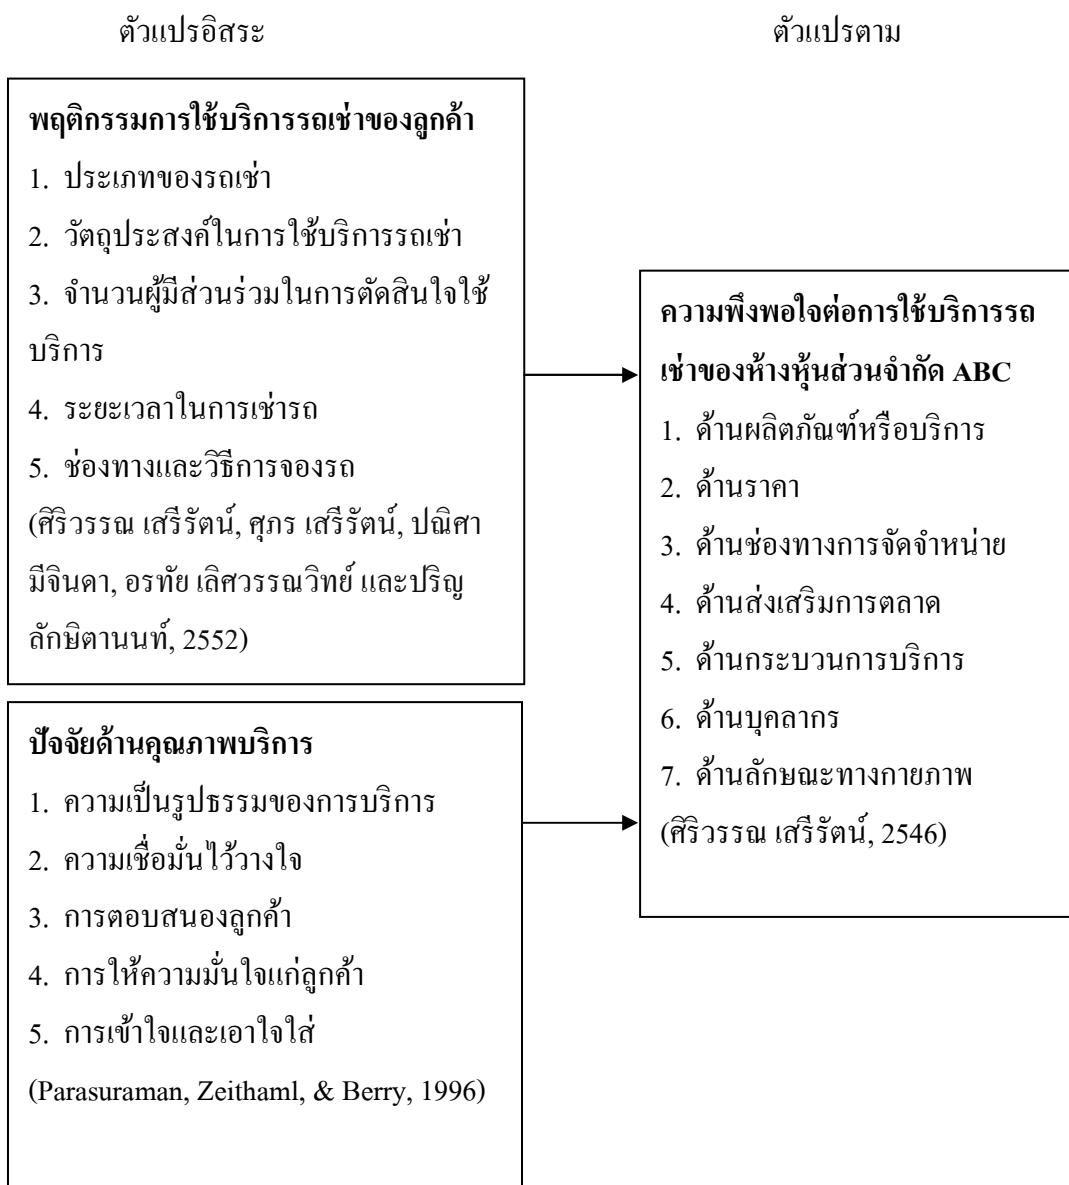 ตัวแปรอิสระ
ตัวแปรตาม
พฤติกรรมการใช้บริการรถเช่าของลูกค้า
1. ประเภทของรถเช่า
2. วัตถุประสงค์ในการใช้บริการรถเช่า
3. จำนวนผู้มีส่วนร่วมในการตัดสินใจใช้
บริการ
4. ระยะเวลาในการเช่ารถ
5. ช่องทางและวิธีการจองรถ
(ศิริวรรณ เสรีรัตน์, ศุภร เสรีรัตน์, ปณิศา
มีจินดา, อรทัย เลิศวรรณวิทย์ และปริญ
ลักษิตานนท์, 2552)
ปัจจัยด้านคุณภาพบริการ
1. ความเป็นรูปธรรมของการบริการ
2. ความเชื่อมั่นไว้วางใจ
3. การตอบสนองลูกค้า
4. การให้ความมั่นใจแก่ลูกค้า
5. การเข้าใจและเอาใจใส่
(Parasuraman, Zeithaml, & Berry, 1996)
ความพึงพอใจต่อการใช้บริการรถ
เช่าของห้างหุ้นส่วนจำกัด ABC
1. ด้านผลิตภัณฑ์หรือบริการ
2. ด้านราคา
3. ด้านช่องทางการจัดจำหน่าย
4. ด้านส่งเสริมการตลาด
5. ด้านกระบวนการบริการ
6. ด้านบุคลากร
7. ด้านลักษณะทางกายภาพ
(ศิริวรรณ เสรีรัตน์, 2546)